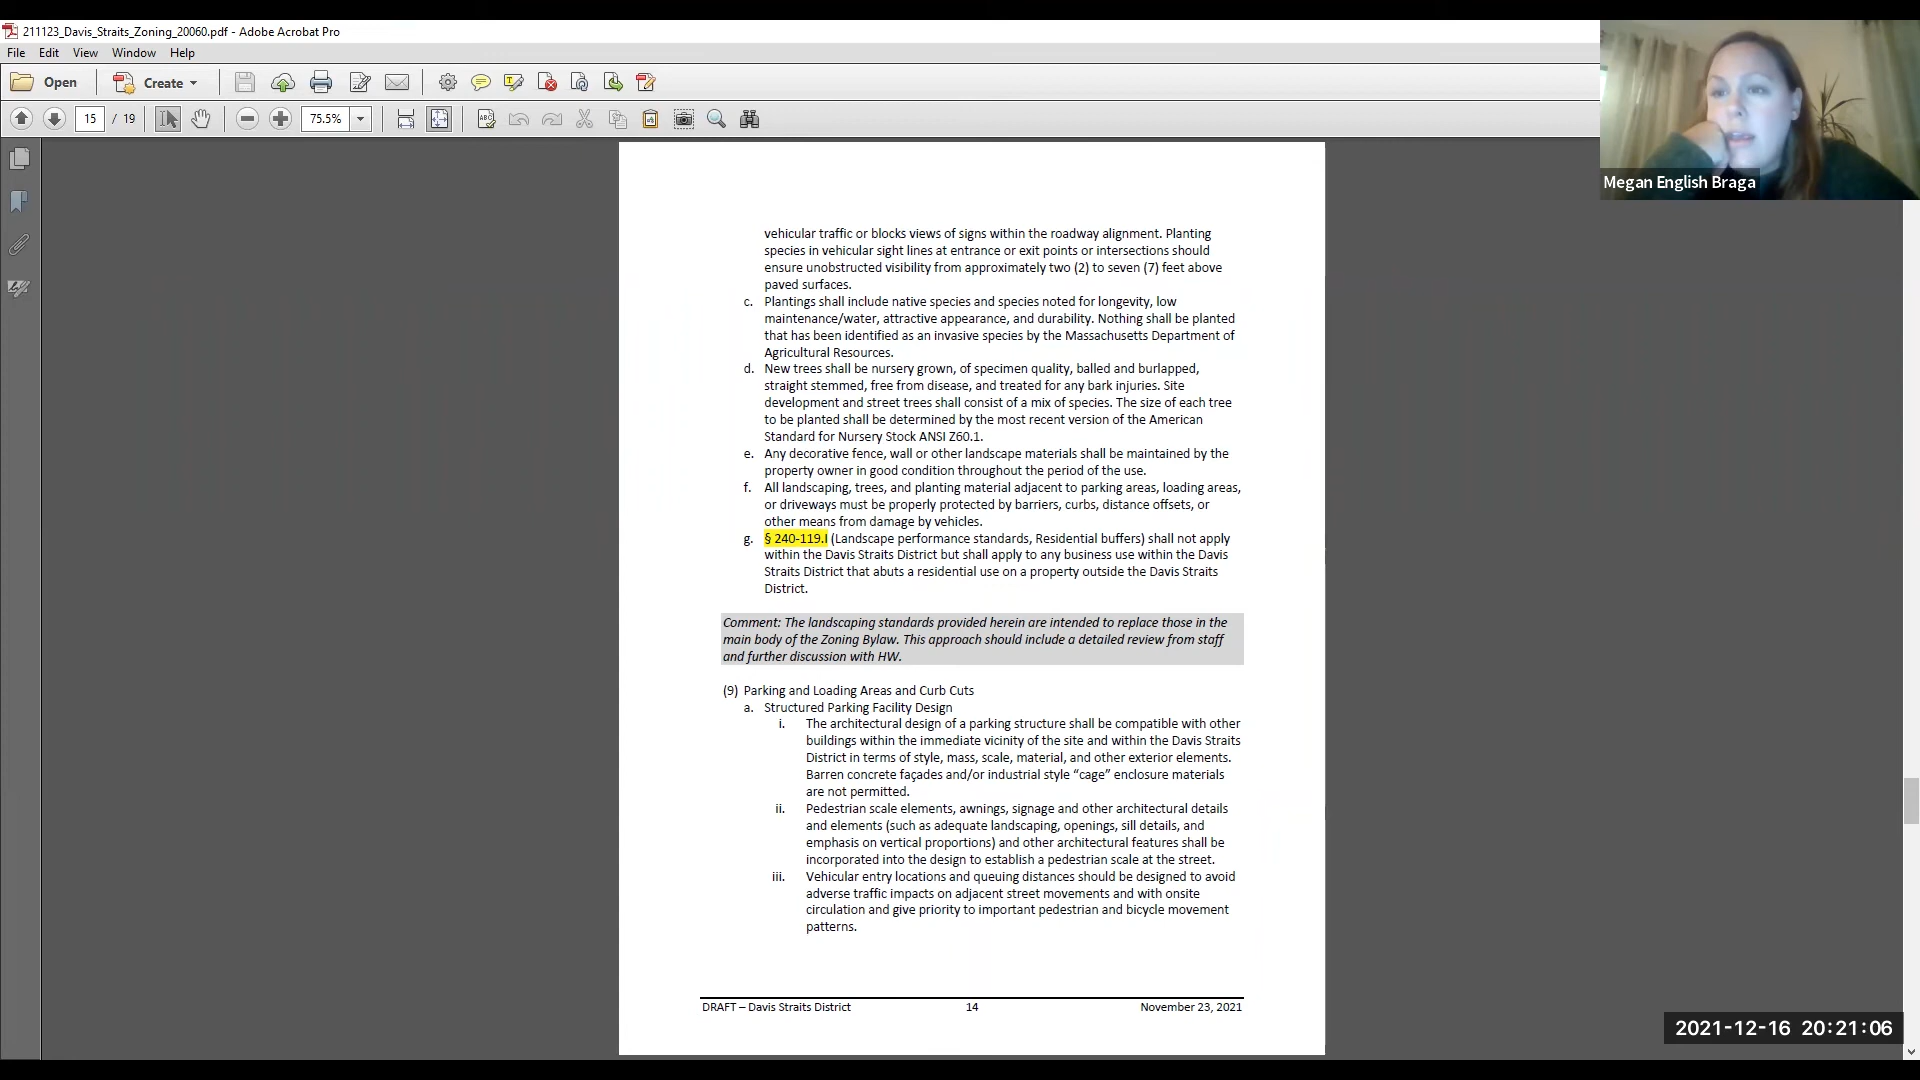 211123_Davis_Straits_Zoning_20060.pdf - Adobe Acrobat Pro
File Edit View Window Help
Open Create
15 / 19 75.5%
Megan English Braga
vehicular traffic or blocks views of signs within the roadway alignment. Planting
species in vehicular sight lines at entrance or exit points or intersections should
ensure unobstructed visibility from approximately two (2) to seven (7) feet above
paved surfaces.
c. Plantings shall include native species and species noted for longevity, low
maintenance/water, attractive appearance, and durability. Nothing shall be planted
that has been identified as an invasive species by the Massachusetts Department of
Agricultural Resources.
d. New trees shall be nursery grown, of specimen quality, balled and burlapped,
straight stemmed, free from disease, and treated for any bark injuries. Site
development and street trees shall consist of a mix of species. The size of each tree
to be planted shall be determined by the most recent version of the American
Standard for Nursery Stock ANSI Z60.1.
e. Any decorative fence, wall or other landscape materials shall be maintained by the
property owner in good condition throughout the period of the use.
f. All landscaping, trees, and planting material adjacent to parking areas, loading areas,
or driveways must be properly protected by barriers, curbs, distance offsets, or
other means from damage by vehicles.
g. § 240-119.I (Landscape performance standards, Residential buffers) shall not apply
within the Davis Straits District but shall apply to any business use within the Davis
Straits District that abuts a residential use on a property outside the Davis Straits
District.
Comment: The landscaping standards provided herein are intended to replace those in the
main body of the Zoning Bylaw. This approach should include a detailed review from staff
and further discussion with HW.
(9) Parking and Loading Areas and Curb Cuts
a. Structured Parking Facility Design
i. The architectural design of a parking structure shall be compatible with other
buildings within the immediate vicinity of the site and within the Davis Straits
District in terms of style, mass, scale, material, and other exterior elements.
Barren concrete façades and/or industrial style “cage” enclosure materials
are not permitted.
ii. Pedestrian scale elements, awnings, signage and other architectural details
and elements (such as adequate landscaping, openings, sill details, and
emphasis on vertical proportions) and other architectural features shall be
incorporated into the design to establish a pedestrian scale at the street.
iii. Vehicular entry locations and queuing distances should be designed to avoid
adverse traffic impacts on adjacent street movements and with onsite
circulation and give priority to important pedestrian and bicycle movement
patterns.
DRAFT – Davis Straits District 14 November 23, 2021
2021-12-16 20:21:06